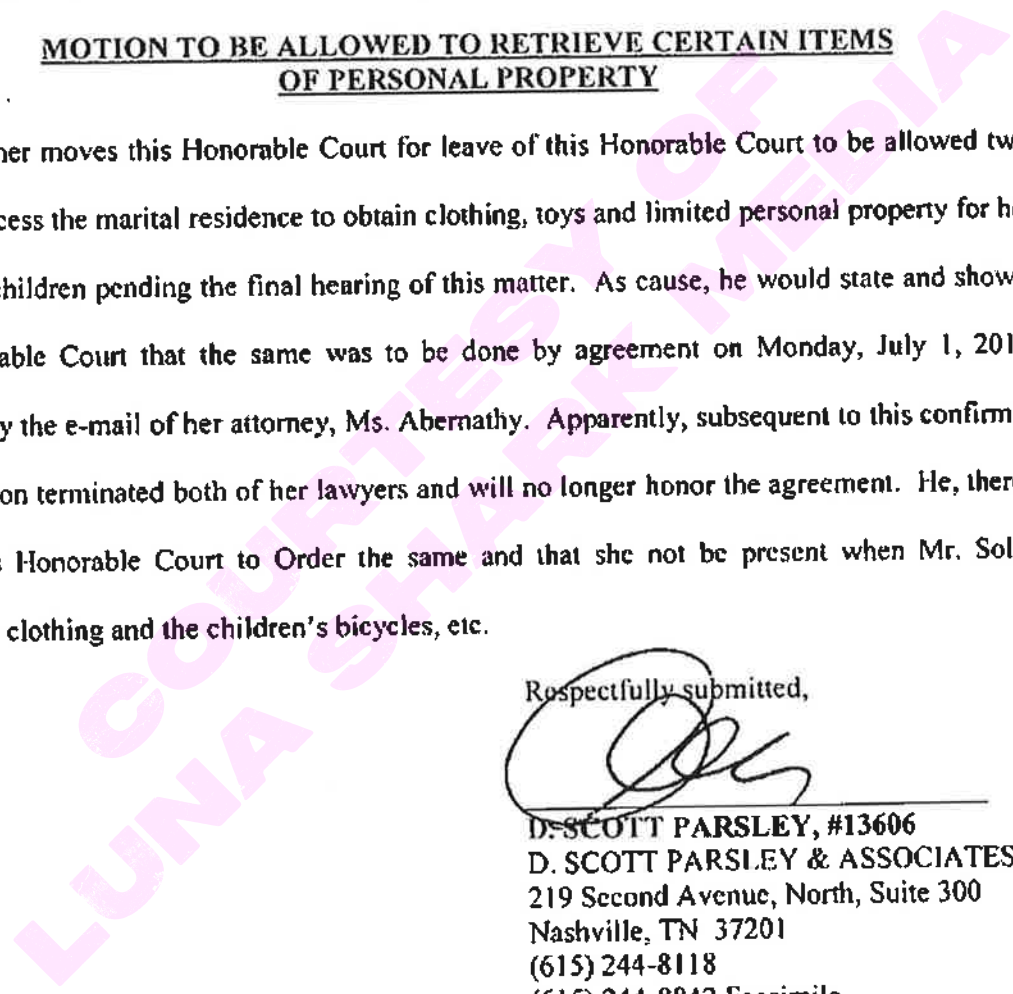 MOTION TO BE ALLOWED TO RETRIEVE CERTAIN ITEMS
OF PERSONAL PROPERTY
ner moves this Honorable Court for leave of this Honorable Court to be allowed tw
cess the marital residence to obtain clothing, toys and limited personal property for h
children pending the final hearing of this matter. As cause, he would state and show
able Court that the same was to be done by agreement on Monday, July 1, 201
y the e-mail of her attorney, Ms. Abernathy. Apparently, subsequent to this confirm
on terminated both of her lawyers and will no longer honor the agreement. He, ther
s Honorable Court to Order the same and that she not be present when Mr. Sol
clothing and the children's bicycles, etc.
Respectfully submitted,
D. SCOTT PARSLEY, #13606
D. SCOTT PARSLEY & ASSOCIATES
219 Second Avenue, North, Suite 300
Nashville, TN 37201
(615) 244-8118
COURTESY OF
LUNA SHARK MEDIA